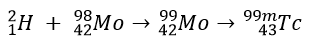 ²₁H + ⁹⁸₄₂Mo → ⁹⁹₄₂Mo → ⁹⁹ᵐ₄₃Tc